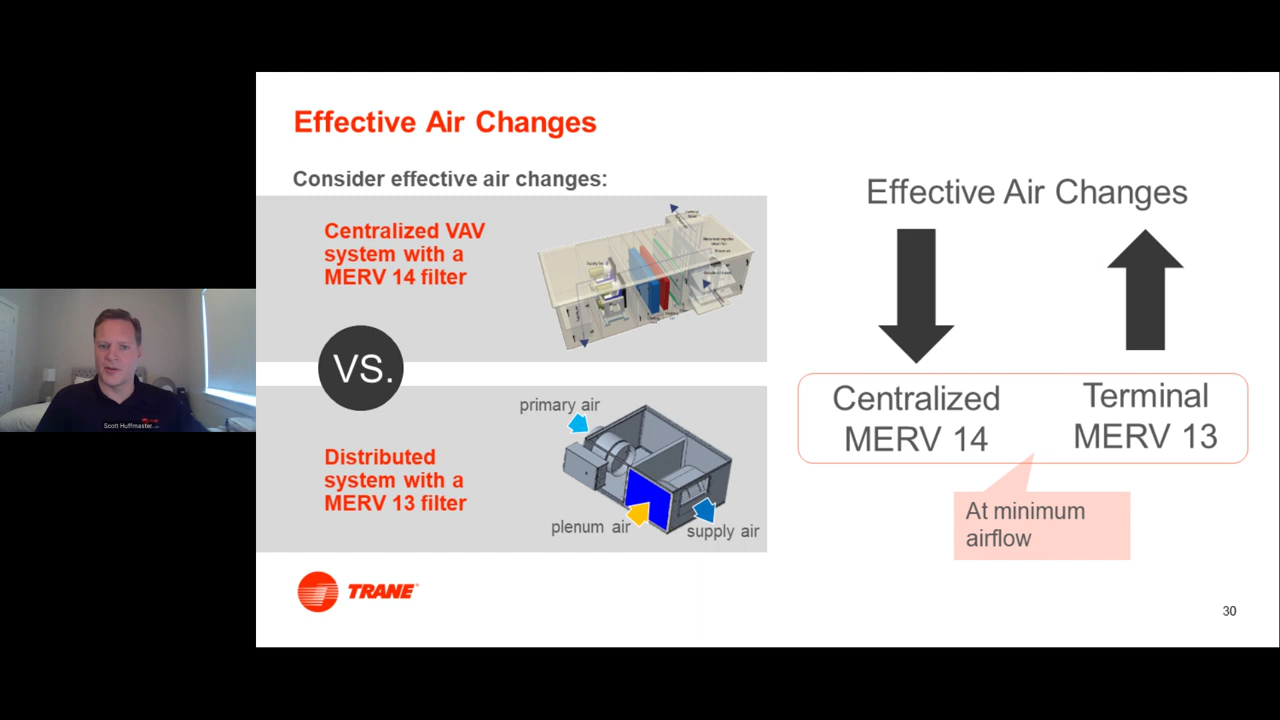 Effective Air Changes
Consider effective air changes:
Centralized VAV
system with a
MERV 14 filter
VS.
primary air
Distributed
system with a
MERV 13 filter
plenum air
supply air
TRANE
Effective Air Changes
Centralized
MERV 14
Terminal
MERV 13
At minimum
airflow
30
Scott Huffmaster